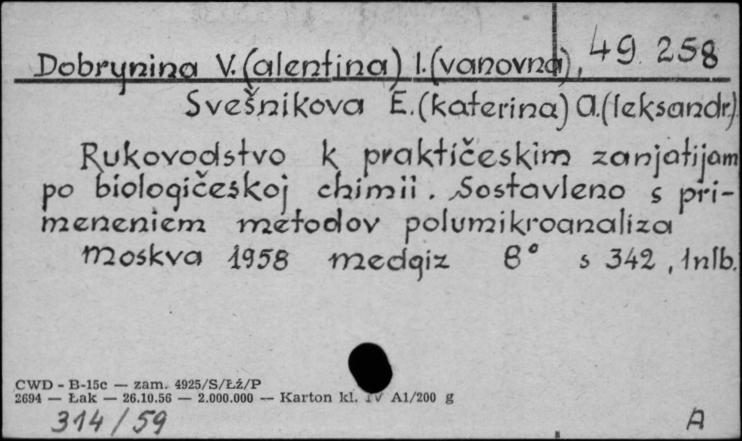 Dobrynina V.(alentina) I.(vanovna), 49 258
Svešnikova E.(katerina) A.(leksandr.)
Rukovodstvo k praktičeskim zanjatijam
po biologičeskoj chimii. Sostavleno s pri-
meneniem metodov polumikroanaliza
Moskva 1958 medgiz 8° s 342, 1nlb.
CWD - B-15c — zam. 4925/S/Łź/P
2694 — Łak — 26.10.56 — 2.000.000 — Karton kl. IV A1/200 g
314/59 A